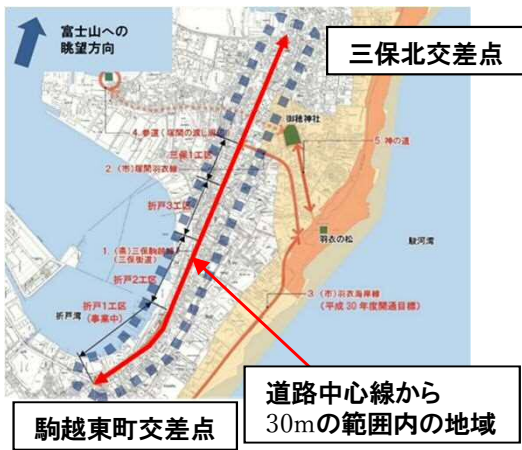 富士山への
眺望方向
三保北交差点
御穂神社
4. 参道(塚間の渡し
5. 神の道
三保1工区
2. (市)塚間羽衣線
折戸3工区
羽衣の松
駿河湾
1. (県)三保駒越線
(三保街道)
折戸2工区
3. (市)羽衣海岸線
(平成30年度開通目標)
折戸1工区
(事業中)
折戸湾
道路中心線から
30mの範囲内の地域
駒越東町交差点